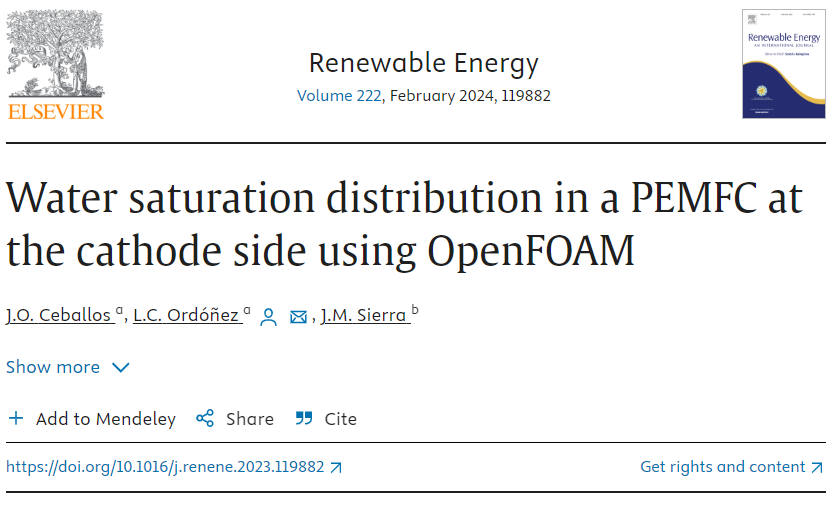 ELSEVIER
Renewable Energy
Volume 222, February 2024, 119882
Renewable Energy
AN INTERNATIONAL JOURNAL
Water saturation distribution in a PEMFC at
the cathode side using OpenFOAM
J.O. Ceballos a, L.C. Ordóñez a, J.M. Sierra b
Show more
Add to Mendeley Share Cite
https://doi.org/10.1016/j.renene.2023.119882 Get rights and content